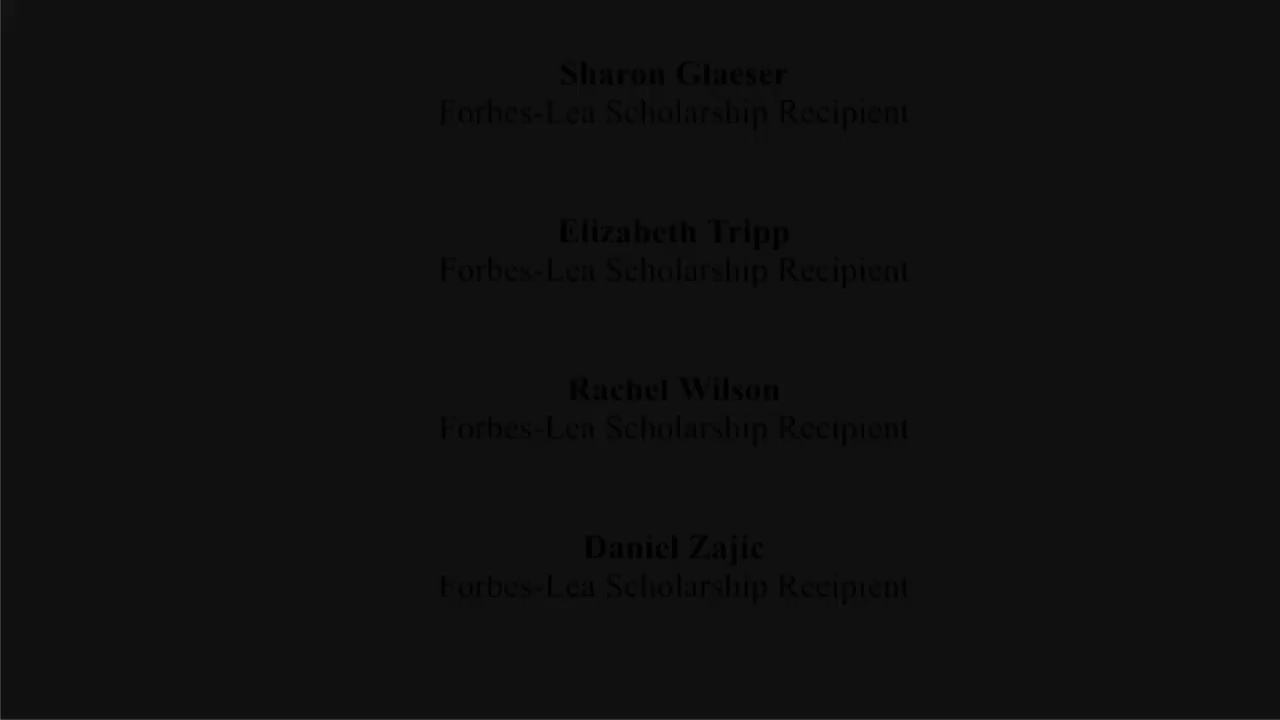 Sharon Glaeser
Forbes-Lea Scholarship Recipient
Elizabeth Tripp
Forbes-Lea Scholarship Recipient
Rachel Wilson
Forbes-Lea Scholarship Recipient
Daniel Zajic
Forbes-Lea Scholarship Recipient